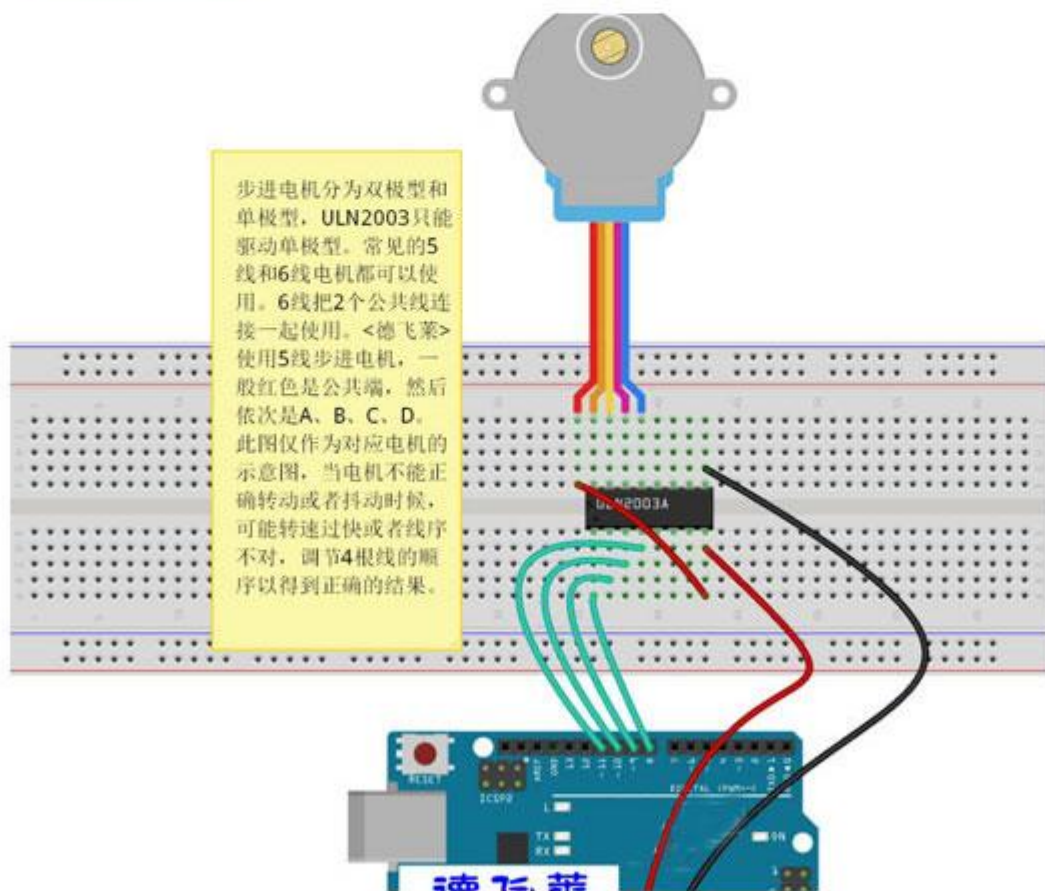 步进电机分为双极型和
单极型，ULN2003只能
驱动单极型。常见的5
线和6线电机都可以使
用。6线把2个公共线连
接一起使用。<德飞莱>
使用5线步进电机，一
般红色是公共端，然后
依次是A、B、C、D。
此图仅作为对应电机的
示意图，当电机不能正
确转动或者抖动时候，
可能转速过快或者线序
不对，调节4根线的顺
序以得到正确的结果。
ULN2003A
RESET
ICSP2
AREF
GND
13
12
DIGITAL (PWM~)
L
TX
RX
德飞莱